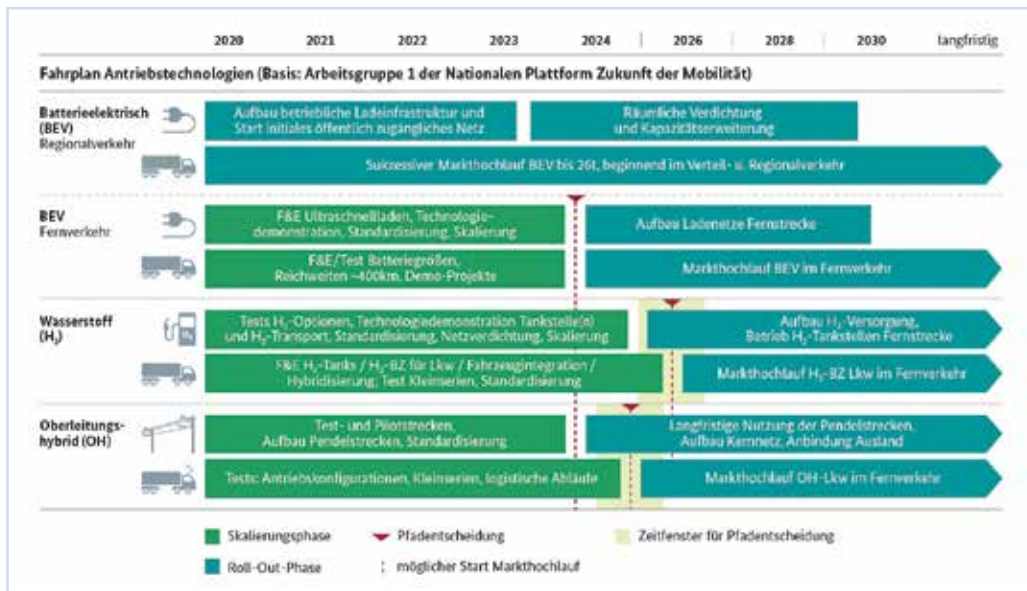 2020 2021 2022 2023 2024 2026 2028 2030 langfristig
Fahrplan Antriebstechnologien (Basis: Arbeitsgruppe 1 der Nationalen Plattform Zukunft der Mobilität)
Batterieelektrisch
(BEV)
Regionalverkehr
Aufbau betriebliche Ladeinfrastruktur und
Start initiales öffentlich zugängliches Netz
Räumliche Verdichtung
und Kapazitätserweiterung
Sukzessiver Markthochlauf BEV bis 26t, beginnend im Verteil- u. Regionalverkehr
BEV
Fernverkehr
F&E Ultraschnellladen, Technologie-
demonstration, Standardisierung, Skalierung
Aufbau Ladenetze Fernstrecke
F&E/Test Batteriegrößen,
Reichweiten ~400km, Demo-Projekte
Markthochlauf BEV im Fernverkehr
Wasserstoff
(H₂)
Tests H₂-Optionen, Technologiedemonstration Tankstelle(n)
und H₂-Transport, Standardisierung, Netzverdichtung, Skalierung
Aufbau H₂-Versorgung,
Betrieb H₂-Tankstellen Fernstrecke
F&E H₂-Tanks / H₂-BZ für Lkw / Fahrzeugintegration /
Hybridisierung; Test Kleinserien, Standardisierung
Markthochlauf H₂-BZ Lkw im Fernverkehr
Oberleitungs-
hybrid (OH)
Test- und Pilotstrecken,
Aufbau Pendelstrecken, Standardisierung
Langfristige Nutzung der Pendelstrecken,
Aufbau Kernnetz, Anbindung Ausland
Tests: Antriebskonfigurationen, Kleinserien, logistische Abläufe
Markthochlauf OH-Lkw im Fernverkehr
Skalierungsphase Pfadentscheidung Zeitfenster für Pfadentscheidung
Roll-Out-Phase möglicher Start Markthochlauf